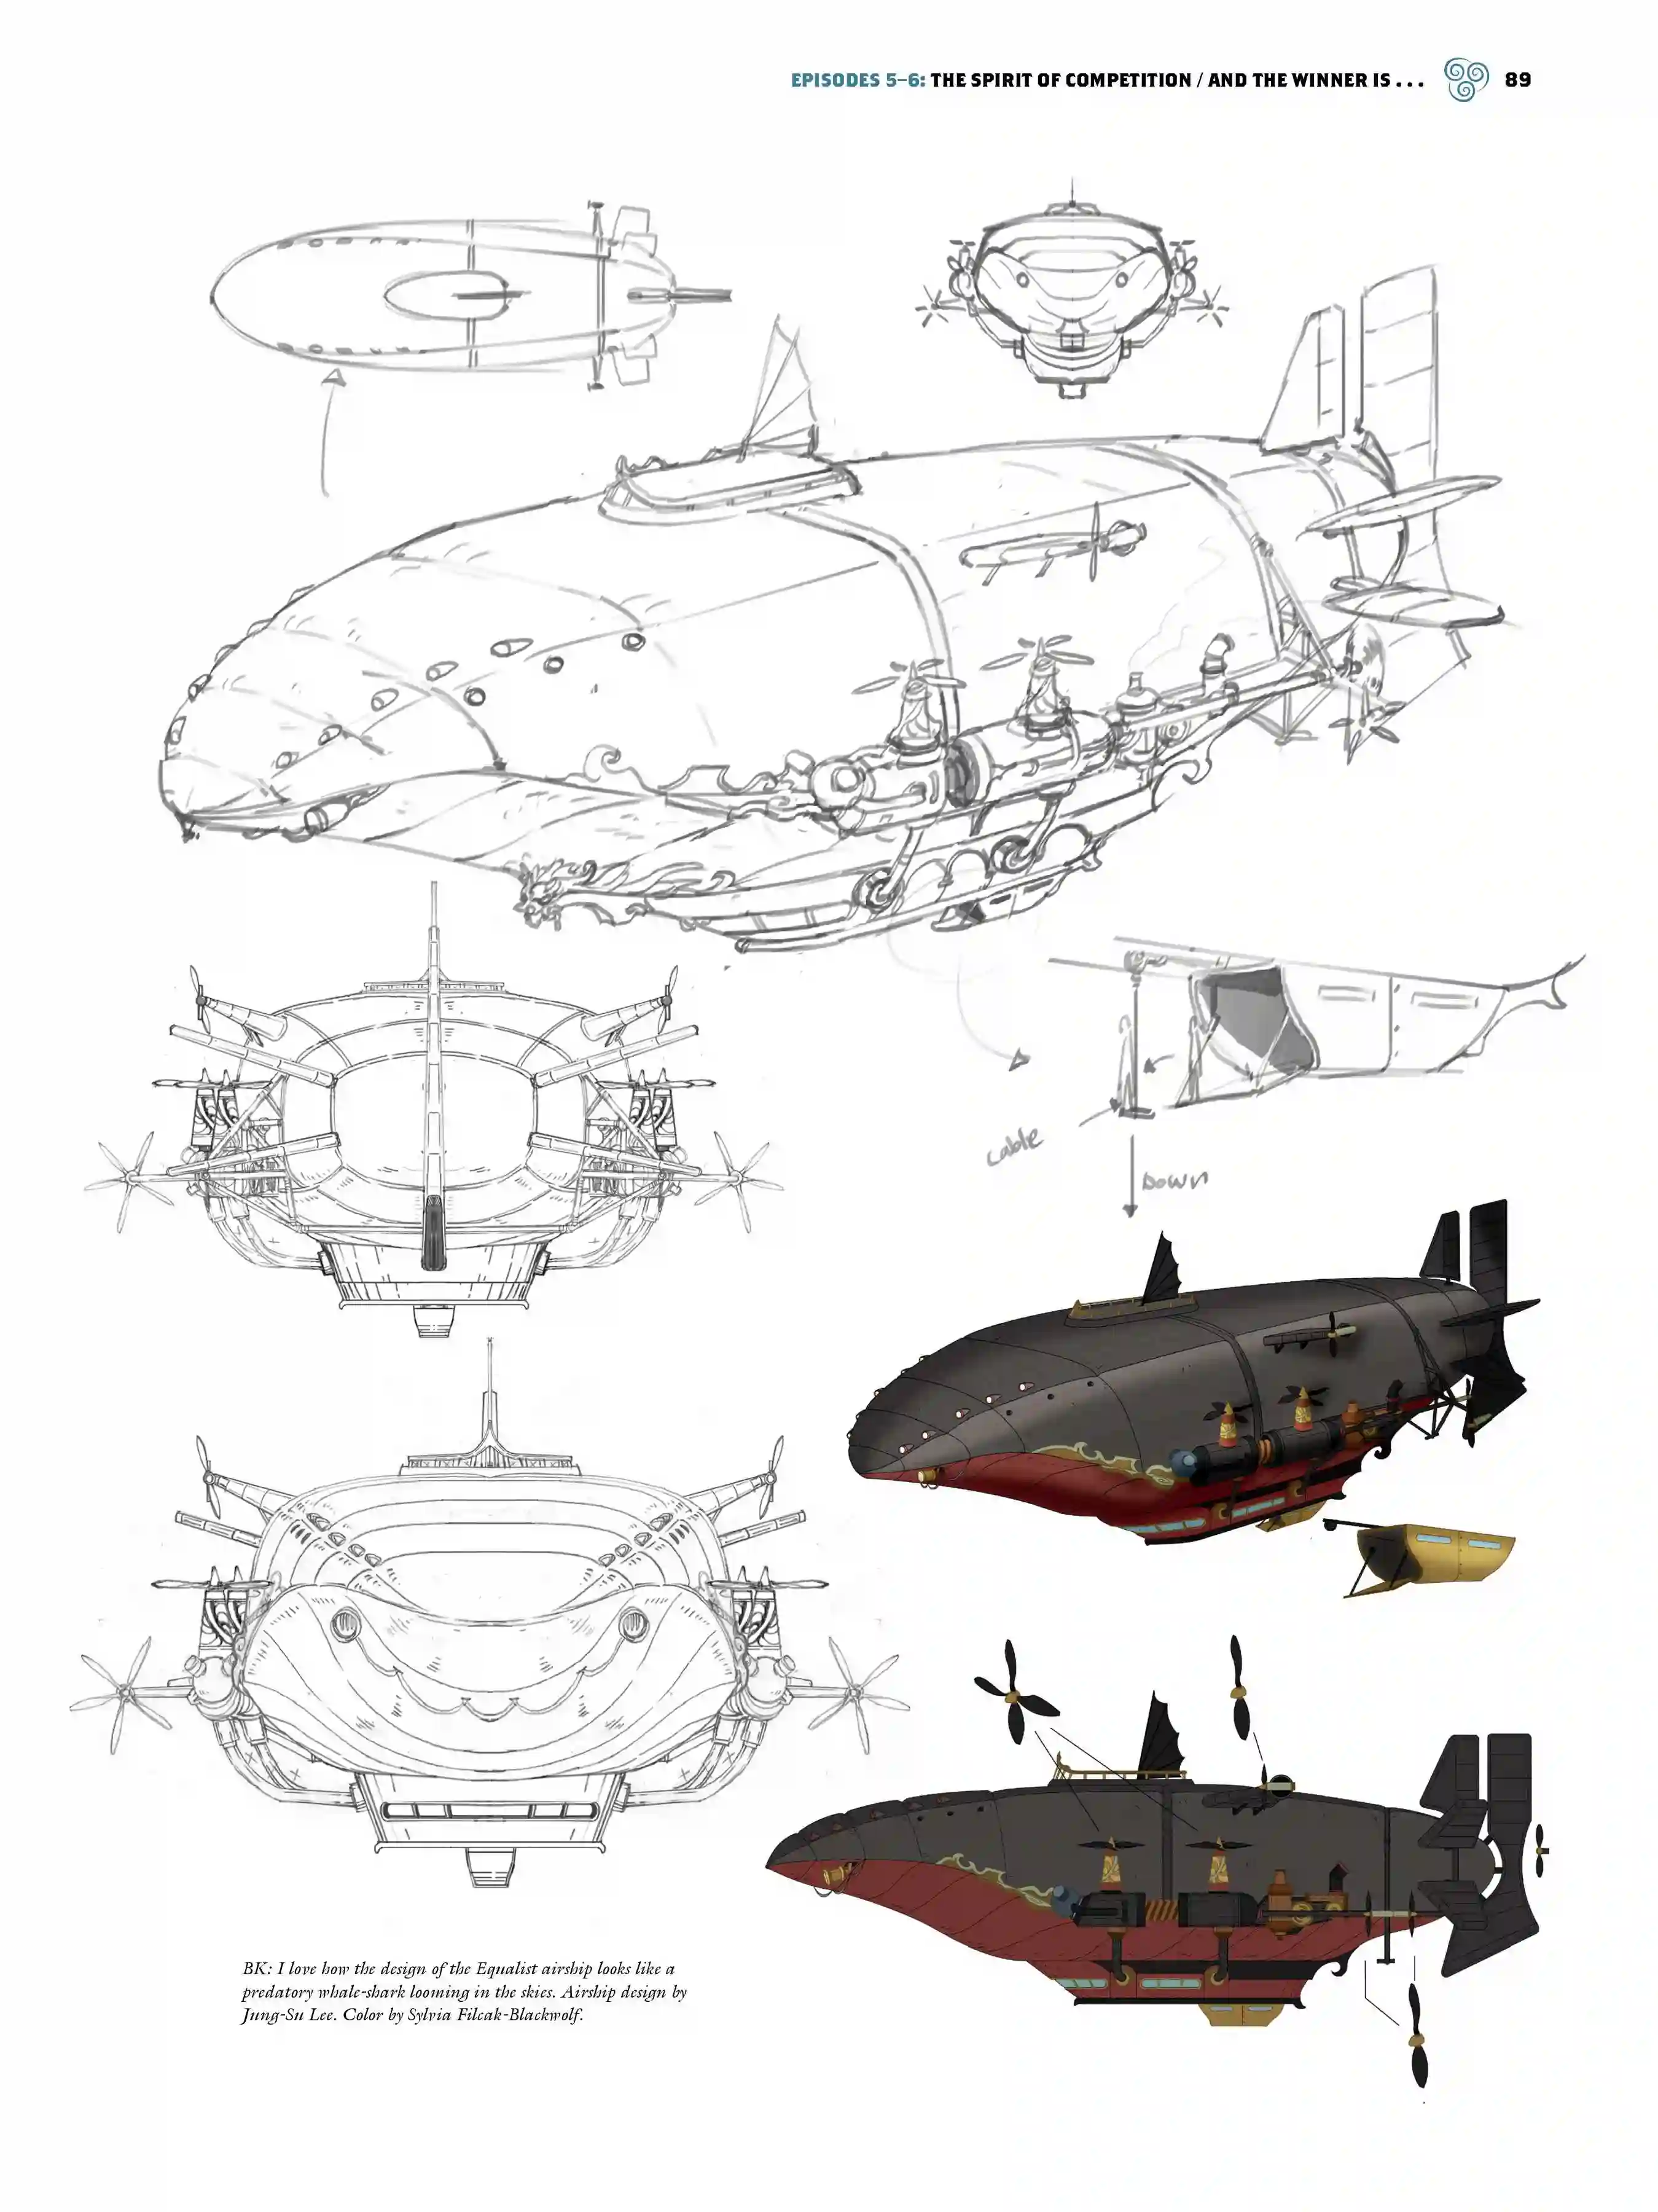 EPISODES 5–6: THE SPIRIT OF COMPETITION / AND THE WINNER IS . . . 89
cable
DOWN
BK: I love how the design of the Equalist airship looks like a
predatory whale-shark looming in the skies. Airship design by
Jung-Su Lee. Color by Sylvia Filcak-Blackwolf.